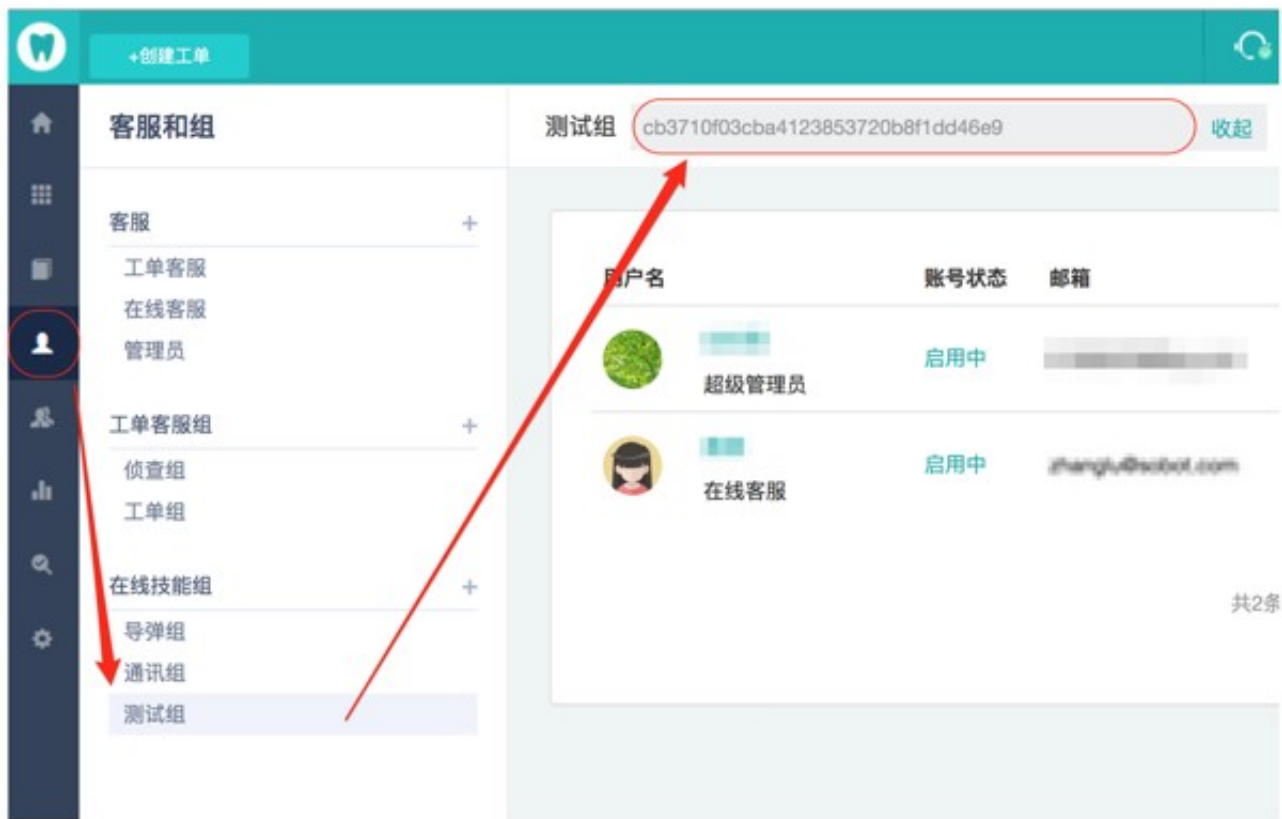 +创建工单
客服和组
测试组 cb3710f03cba4123853720b8f1dd46e9 收起
客服 +
工单客服
在线客服
管理员
工单客服组 +
侦查组
工单组
在线技能组 +
导弹组
通讯组
测试组
用户名 账号状态 邮箱
启用中
超级管理员
启用中 zhanglu@sobot.com
在线客服
共2条